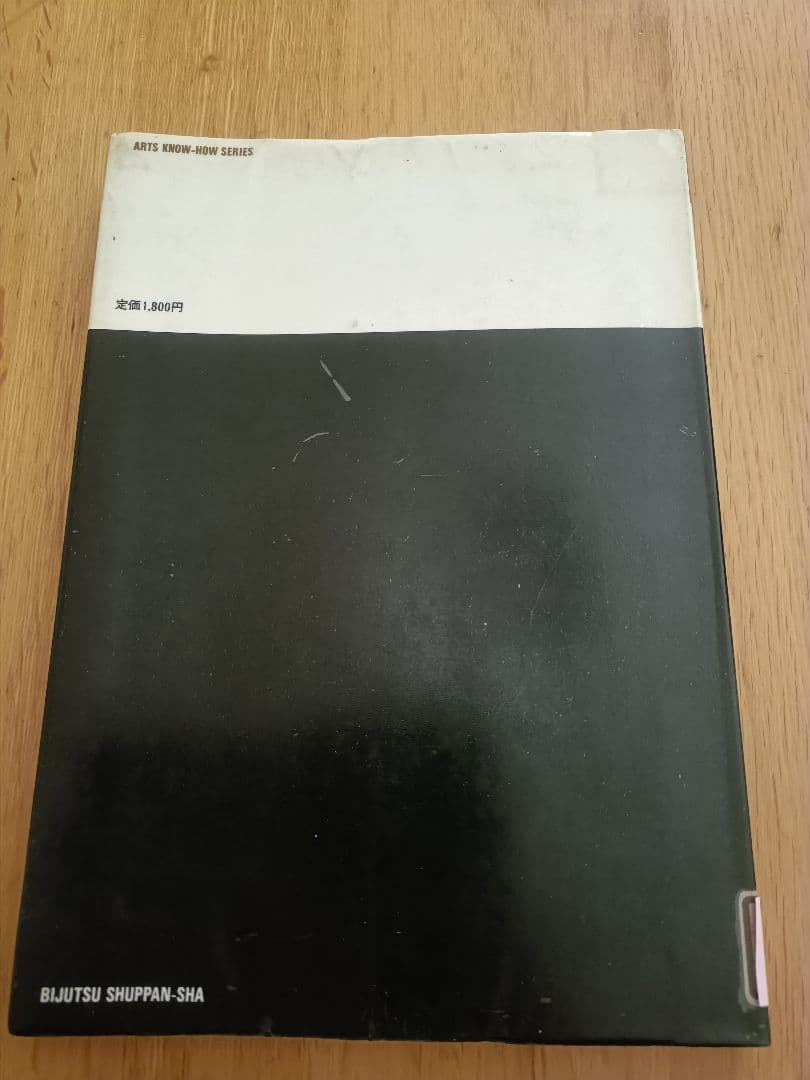 ARTS KNOW-HOW SERIES
定価1,800円
BIJUTSU SHUPPAN-SHA